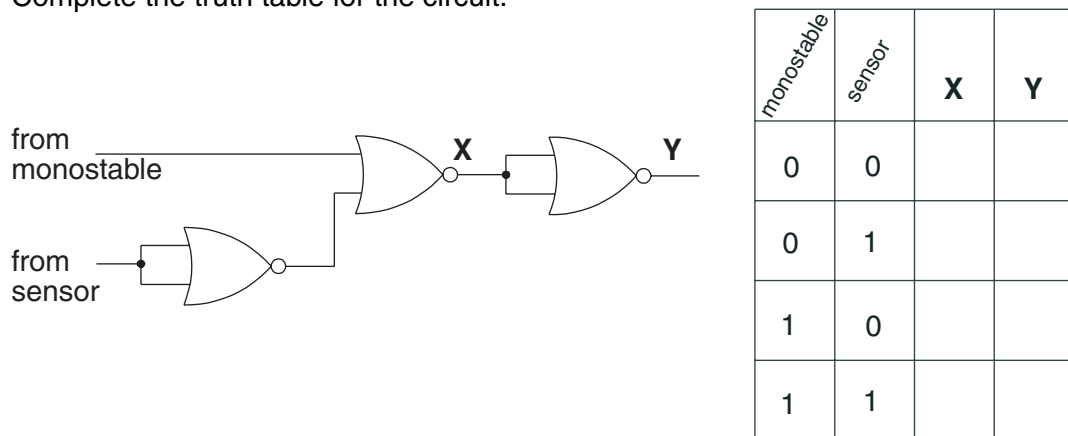 Complete the truth table for the circuit.
from
monostable
from
sensor
X
Y
monostable sensor X Y
0 0
0 1
1 0
1 1